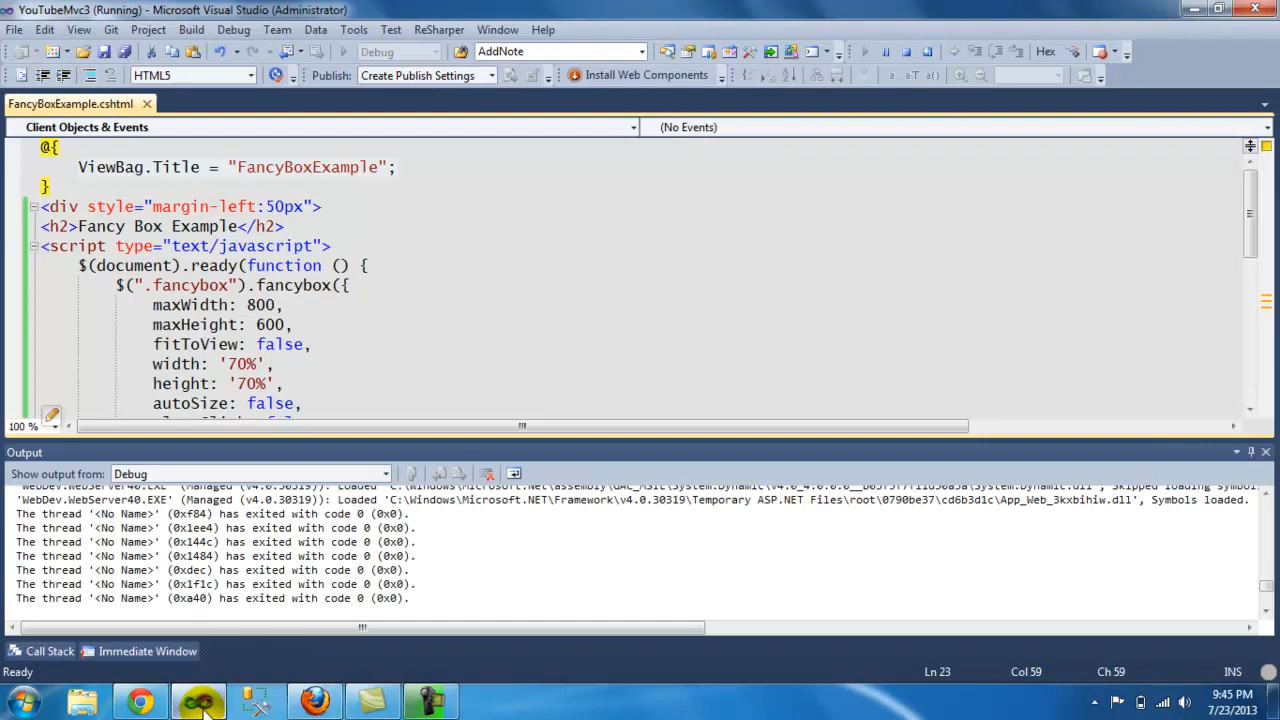 YouTubeMvc3 (Running) - Microsoft Visual Studio (Administrator)
File Edit View Git Project Build Debug Team Data Tools Test ReSharper Window Help
Debug AddNote Hex
HTML5 Publish: Create Publish Settings Install Web Components
FancyBoxExample.cshtml
Client Objects & Events (No Events)
@{
ViewBag.Title = "FancyBoxExample";
}
<div style="margin-left:50px">
<h2>Fancy Box Example</h2>
<script type="text/javascript">
$(document).ready(function () {
$(".fancybox").fancybox({
maxWidth: 800,
maxHeight: 600,
fitToView: false,
width: '70%',
height: '70%',
autoSize: false,
100 %
Output
Show output from: Debug
'WebDev.WebServer40.EXE' (Managed (v4.0.30319)): Loaded
'WebDev.WebServer40.EXE' (Managed (v4.0.30319)): Loaded 'C:\Windows\Microsoft.NET\Framework\v4.0.30319\Temporary ASP.NET Files\root\0790be37\cd6b3d1c\App_Web_3kxbihiw.dll', Symbols loaded.
The thread '<No Name>' (0xf84) has exited with code 0 (0x0).
The thread '<No Name>' (0x1ee4) has exited with code 0 (0x0).
The thread '<No Name>' (0x144c) has exited with code 0 (0x0).
The thread '<No Name>' (0x1484) has exited with code 0 (0x0).
The thread '<No Name>' (0xdec) has exited with code 0 (0x0).
The thread '<No Name>' (0x1f1c) has exited with code 0 (0x0).
The thread '<No Name>' (0xa40) has exited with code 0 (0x0).
Call Stack Immediate Window
Ready Ln 23 Col 59 Ch 59 INS
9:45 PM
7/23/2013